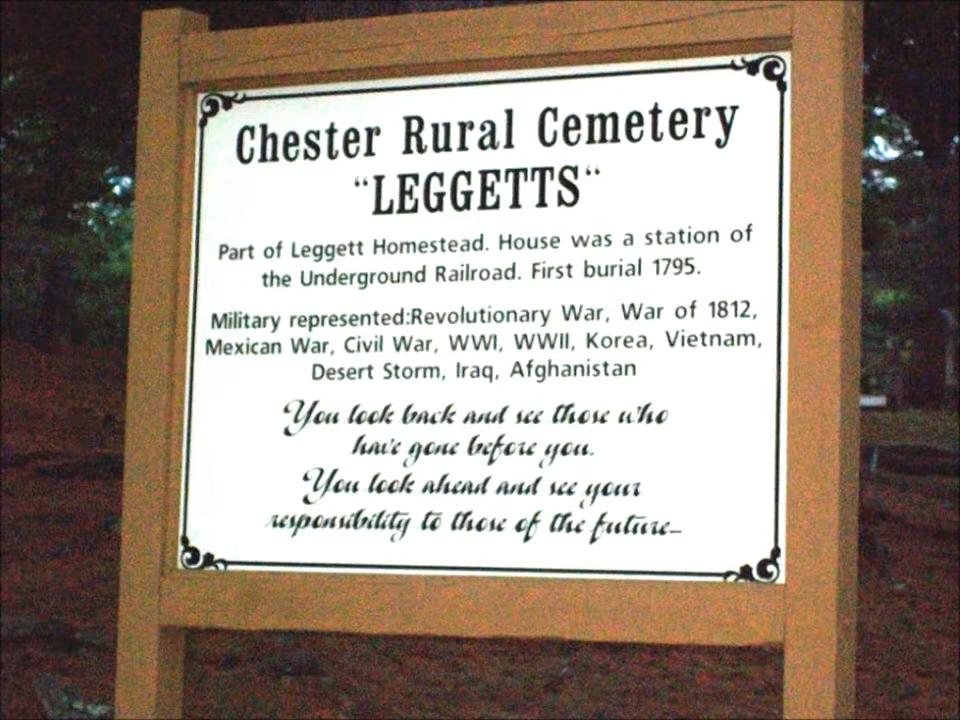 Chester Rural Cemetery
“LEGGETTS“
Part of Leggett Homestead. House was a station of
the Underground Railroad. First burial 1795.
Military represented:Revolutionary War, War of 1812,
Mexican War, Civil War, WWI, WWII, Korea, Vietnam,
Desert Storm, Iraq, Afghanistan
You look back and see those who
have gone before you.
You look ahead and see your
responsibility to those of the future...